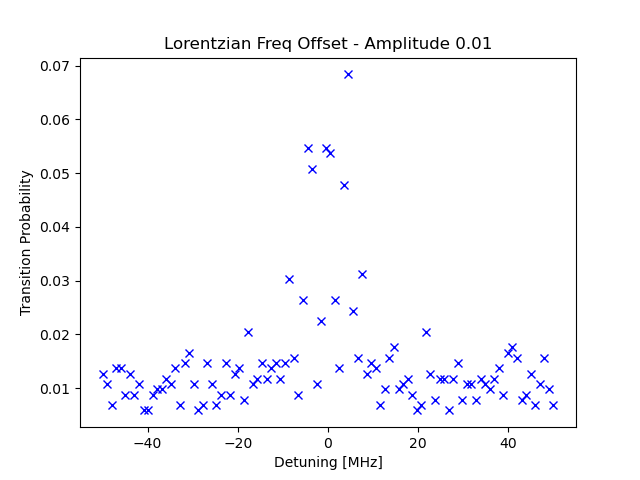 Lorentzian Freq Offset - Amplitude 0.01
0.07
0.06
0.05
0.04
0.03
0.02
0.01
Transition Probability
−40 −20 0 20 40
Detuning [MHz]